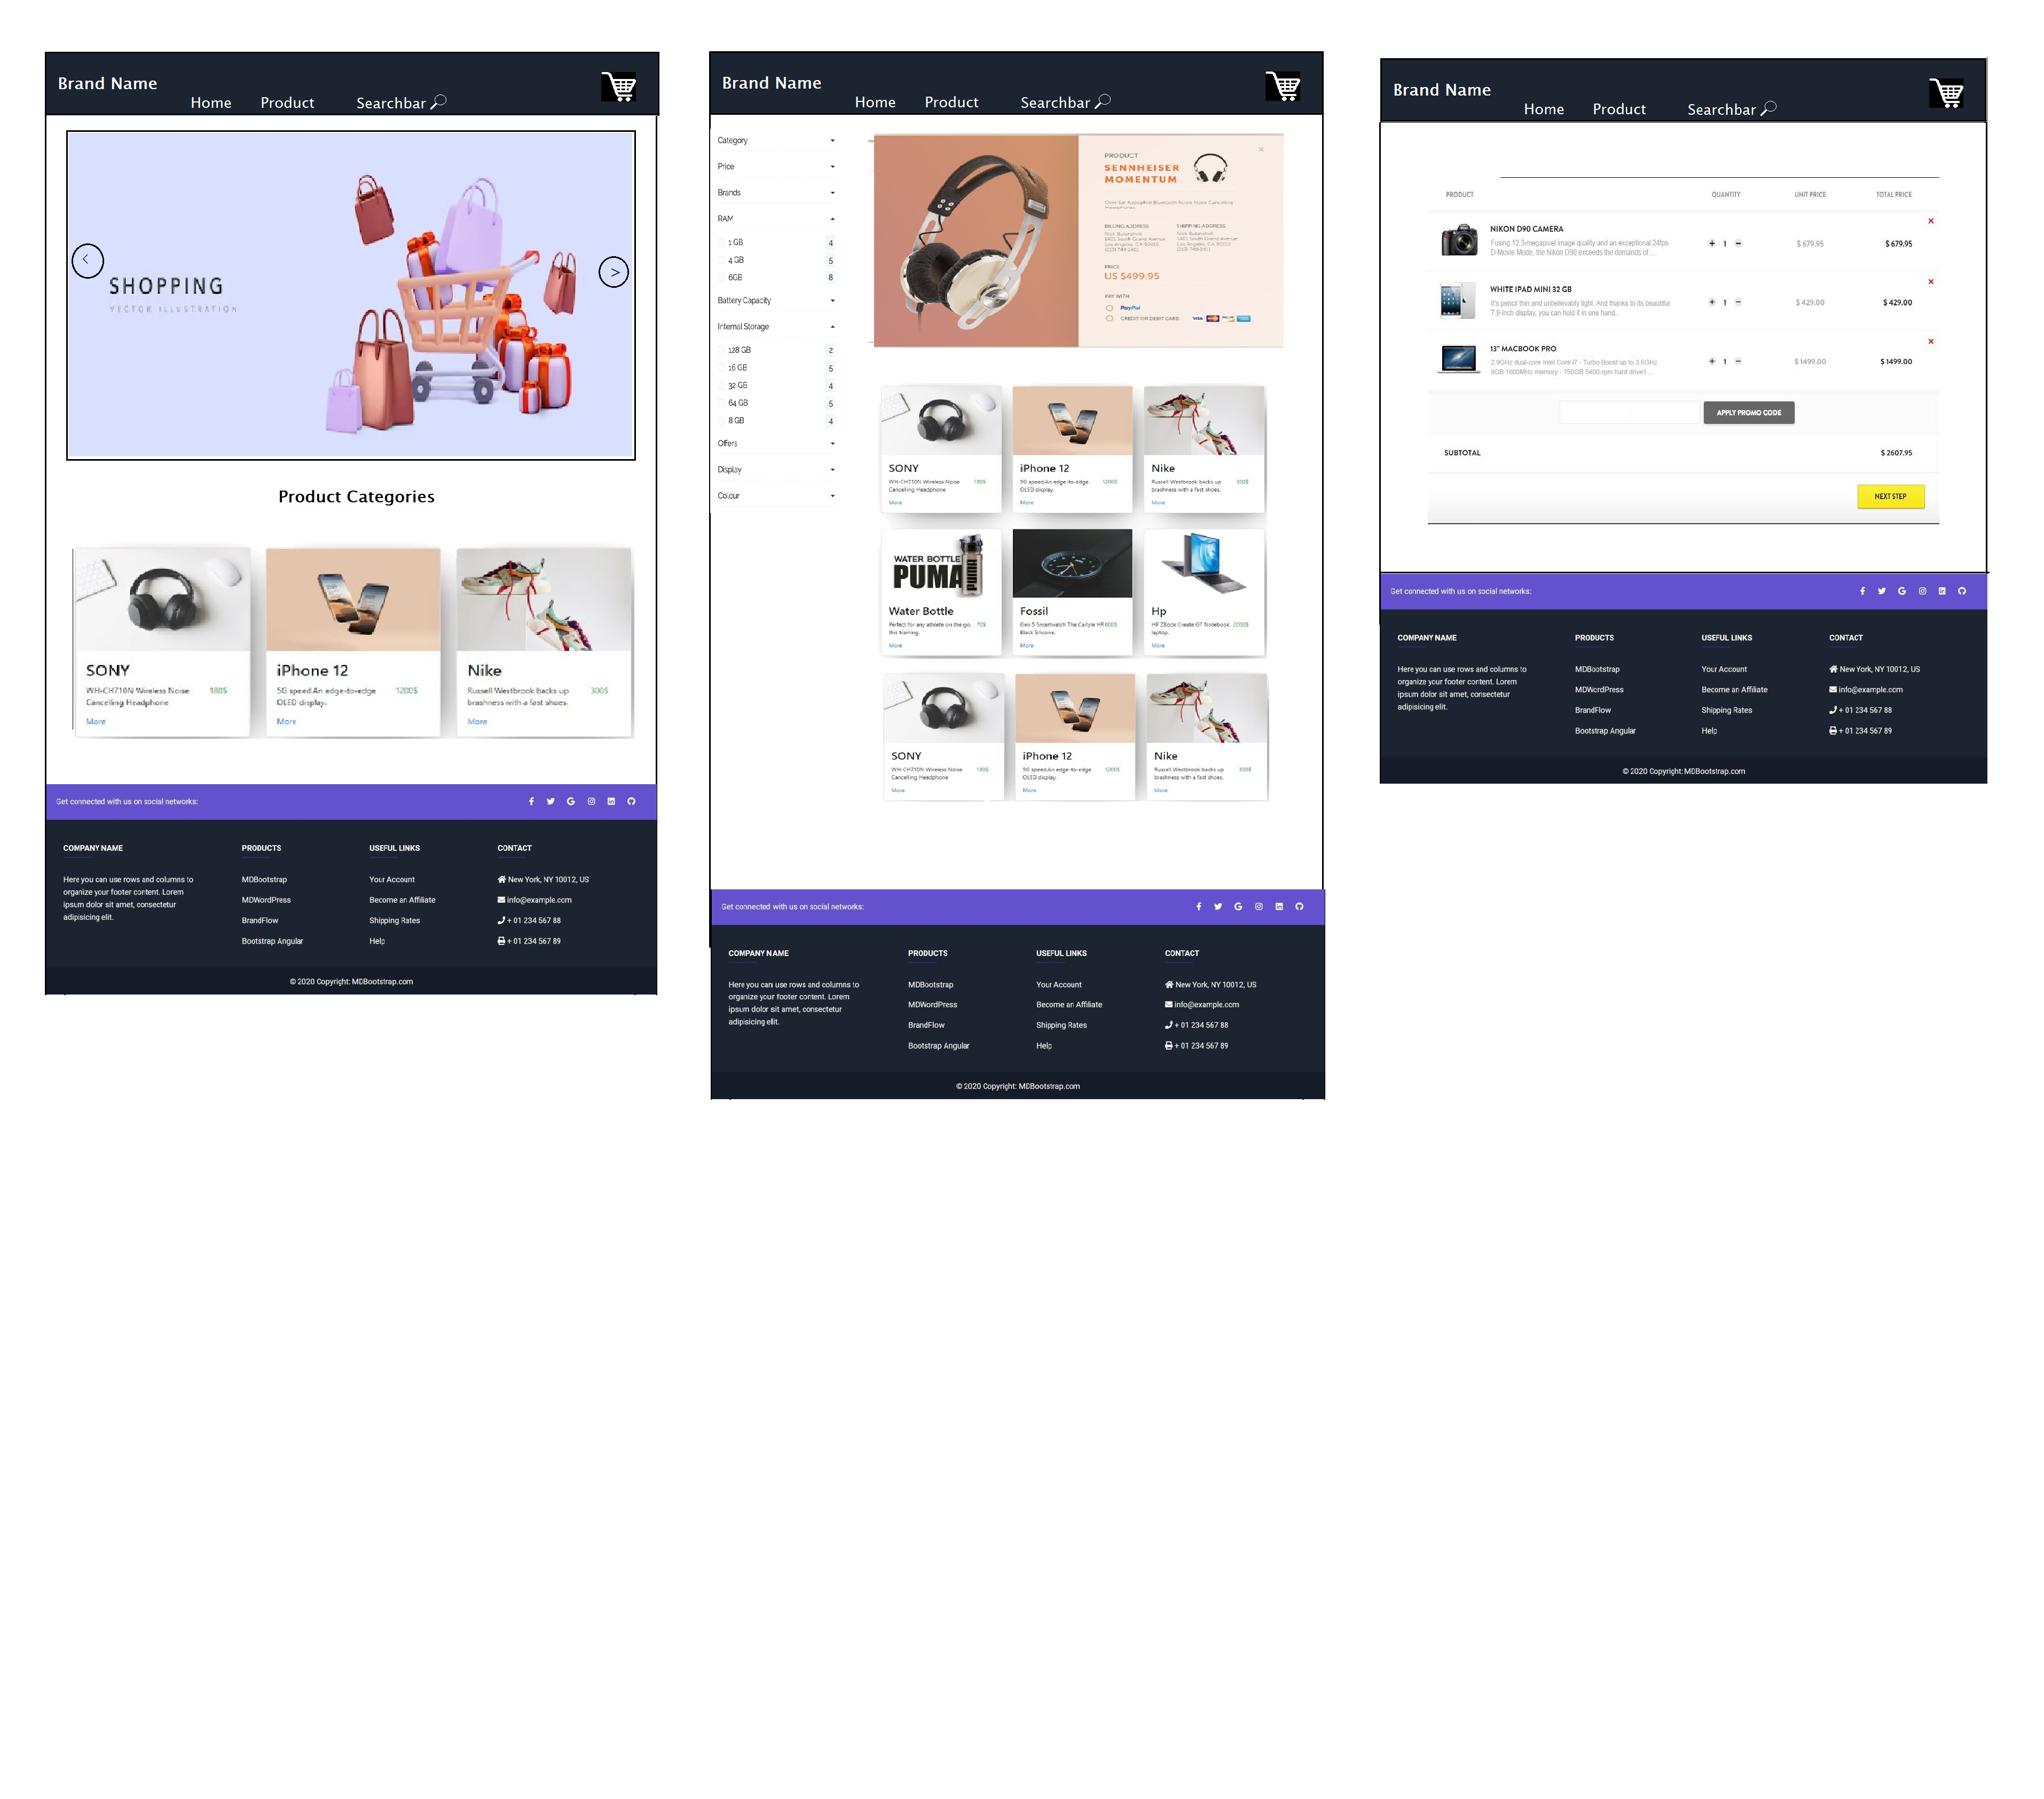 Brand Name
Home Product Searchbar
<
SHOPPING
VECTOR ILLUSTRATION
>
Product Categories
SONY
WH-CH710N Wireless Noise 180$
Cancelling Headphone
More
iPhone 12
5G speed.An edge-to-edge 1200$
OLED display.
More
Nike
Russell Westbrook backs up 300$
brashness with a fast shoes.
More
Get connected with us on social networks:
COMPANY NAME
Here you can use rows and columns to
organize your footer content. Lorem
ipsum dolor sit amet, consectetur
adipisicing elit.
PRODUCTS
MDBootstrap
MDWordPress
BrandFlow
Bootstrap Angular
USEFUL LINKS
Your Account
Become an Affiliate
Shipping Rates
Help
CONTACT
New York, NY 10012, US
info@example.com
+ 01 234 567 88
+ 01 234 567 89
© 2020 Copyright: MDBootstrap.com
Brand Name
Home Product Searchbar
Category
Price
Brands
RAM
1 GB 4
4 GB 5
6GB 8
Battery Capacity
Internal Storage
128 GB 2
16 GB 5
32 GB 4
64 GB 5
8 GB 4
Offers
Display
Colour
PRODUCT
SENNHEISER
MOMENTUM
BILLING ADDRESS
SHIPPING ADDRESS
PRICE
US $499.95
PAY WITH
PayPal
CREDIT OR DEBIT CARD VISA
SONY
WH-CH710N Wireless Noise 180$
Cancelling Headphone
More
iPhone 12
5G speed.An edge-to-edge 1200$
OLED display.
More
Nike
Russell Westbrook backs up 300$
brashness with a fast shoes.
More
WATER BOTTLE
PUMA
Water Bottle
Perfect for any athlete on the go, 70$
this training.
More
Fossil
Gen 5 Smartwatch The Carlyle HR 600$
Black Silicone.
More
Hp
HP ZBook Create G7 Notebook 2000$
laptop.
More
SONY
WH-CH710N Wireless Noise 180$
Cancelling Headphone
More
iPhone 12
5G speed.An edge-to-edge 1200$
OLED display.
More
Nike
Russell Westbrook backs up 300$
brashness with a fast shoes.
More
Get connected with us on social networks:
COMPANY NAME
Here you can use rows and columns to
organize your footer content. Lorem
ipsum dolor sit amet, consectetur
adipisicing elit.
PRODUCTS
MDBootstrap
MDWordPress
BrandFlow
Bootstrap Angular
USEFUL LINKS
Your Account
Become an Affiliate
Shipping Rates
Help
CONTACT
New York, NY 10012, US
info@example.com
+ 01 234 567 88
+ 01 234 567 89
© 2020 Copyright: MDBootstrap.com
Brand Name
Home Product Searchbar
PRODUCT QUANTITY UNIT PRICE TOTAL PRICE
NIKON D90 CAMERA
Fusing 12.3-megapixel image quality and an exceptional 24fps
D-Movie Mode, the Nikon D90 exceeds the demands of ...
+ 1 − $ 679.95 $ 679.95
WHITE IPAD MINI 32 GB
It's pencil thin and unbelievably light. And thanks to its beautiful
7.9-inch display, you can hold it in one hand.
+ 1 − $ 429.00 $ 429.00
13" MACBOOK PRO
2.9GHz dual-core Intel Core i7 - Turbo Boost up to 3.6GHz
8GB 1600MHz memory - 750GB 5400-rpm hard drive1 ...
+ 1 − $ 1499.00 $ 1499.00
APPLY PROMO CODE
SUBTOTAL $ 2607.95
NEXT STEP
Get connected with us on social networks:
COMPANY NAME
Here you can use rows and columns to
organize your footer content. Lorem
ipsum dolor sit amet, consectetur
adipisicing elit.
PRODUCTS
MDBootstrap
MDWordPress
BrandFlow
Bootstrap Angular
USEFUL LINKS
Your Account
Become an Affiliate
Shipping Rates
Help
CONTACT
New York, NY 10012, US
info@example.com
+ 01 234 567 88
+ 01 234 567 89
© 2020 Copyright: MDBootstrap.com